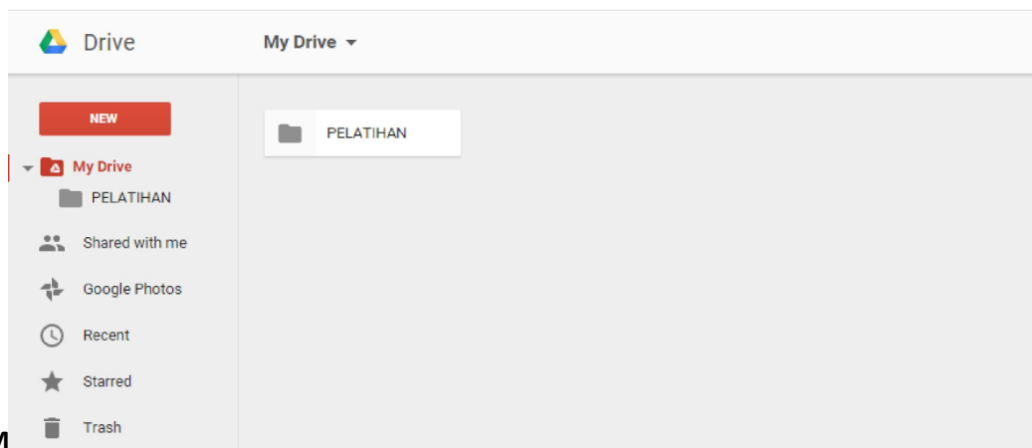 Drive
My Drive
NEW
PELATIHAN
My Drive
PELATIHAN
Shared with me
Google Photos
Recent
Starred
Trash